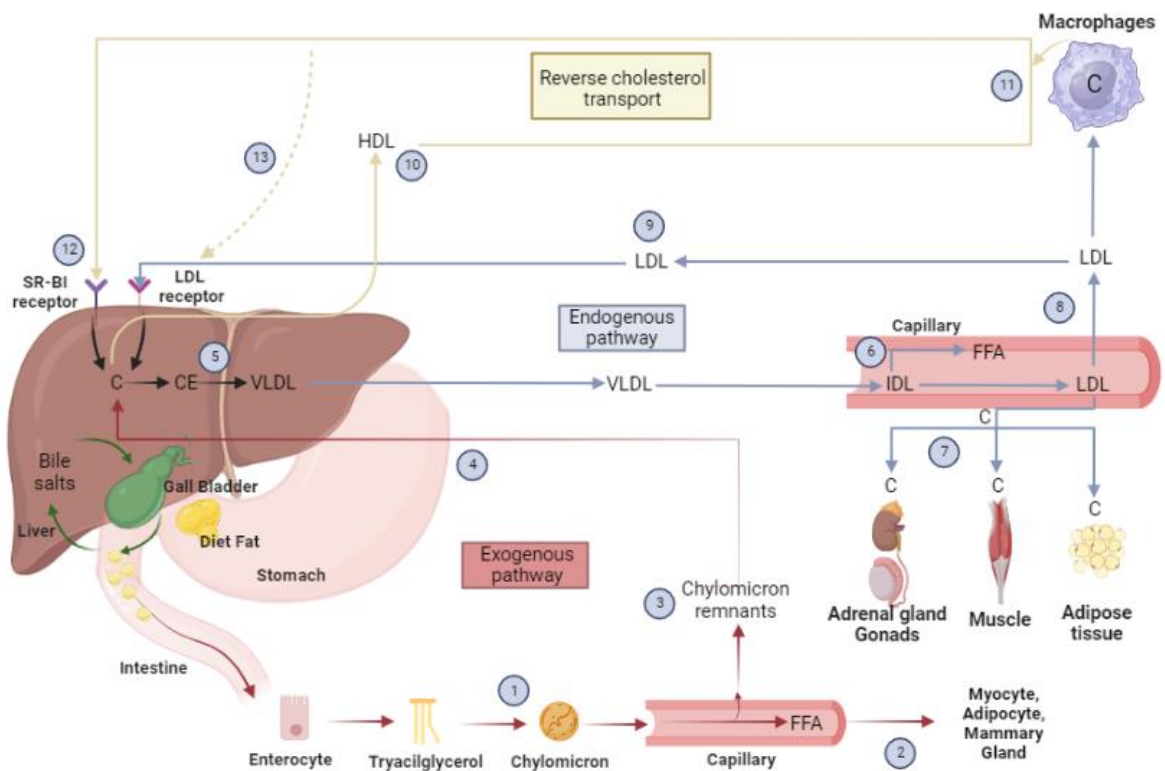 Macrophages
C
11
Reverse cholesterol
transport
HDL
10
13
12
9
LDL
LDL
SR-BI
receptor
LDL
receptor
8
Endogenous
pathway
Capillary
5
6
FFA
C
CE
VLDL
VLDL
IDL
LDL
C
7
4
Bile
salts
Gall Bladder
C
C
C
Liver
Diet Fat
Stomach
Exogenous
pathway
3
Chylomicron
remnants
Adrenal gland
Gonads
Muscle
Adipose
tissue
Intestine
1
FFA
2
Myocyte,
Adipocyte,
Mammary
Gland
Enterocyte
Tryacilglycerol
Chylomicron
Capillary